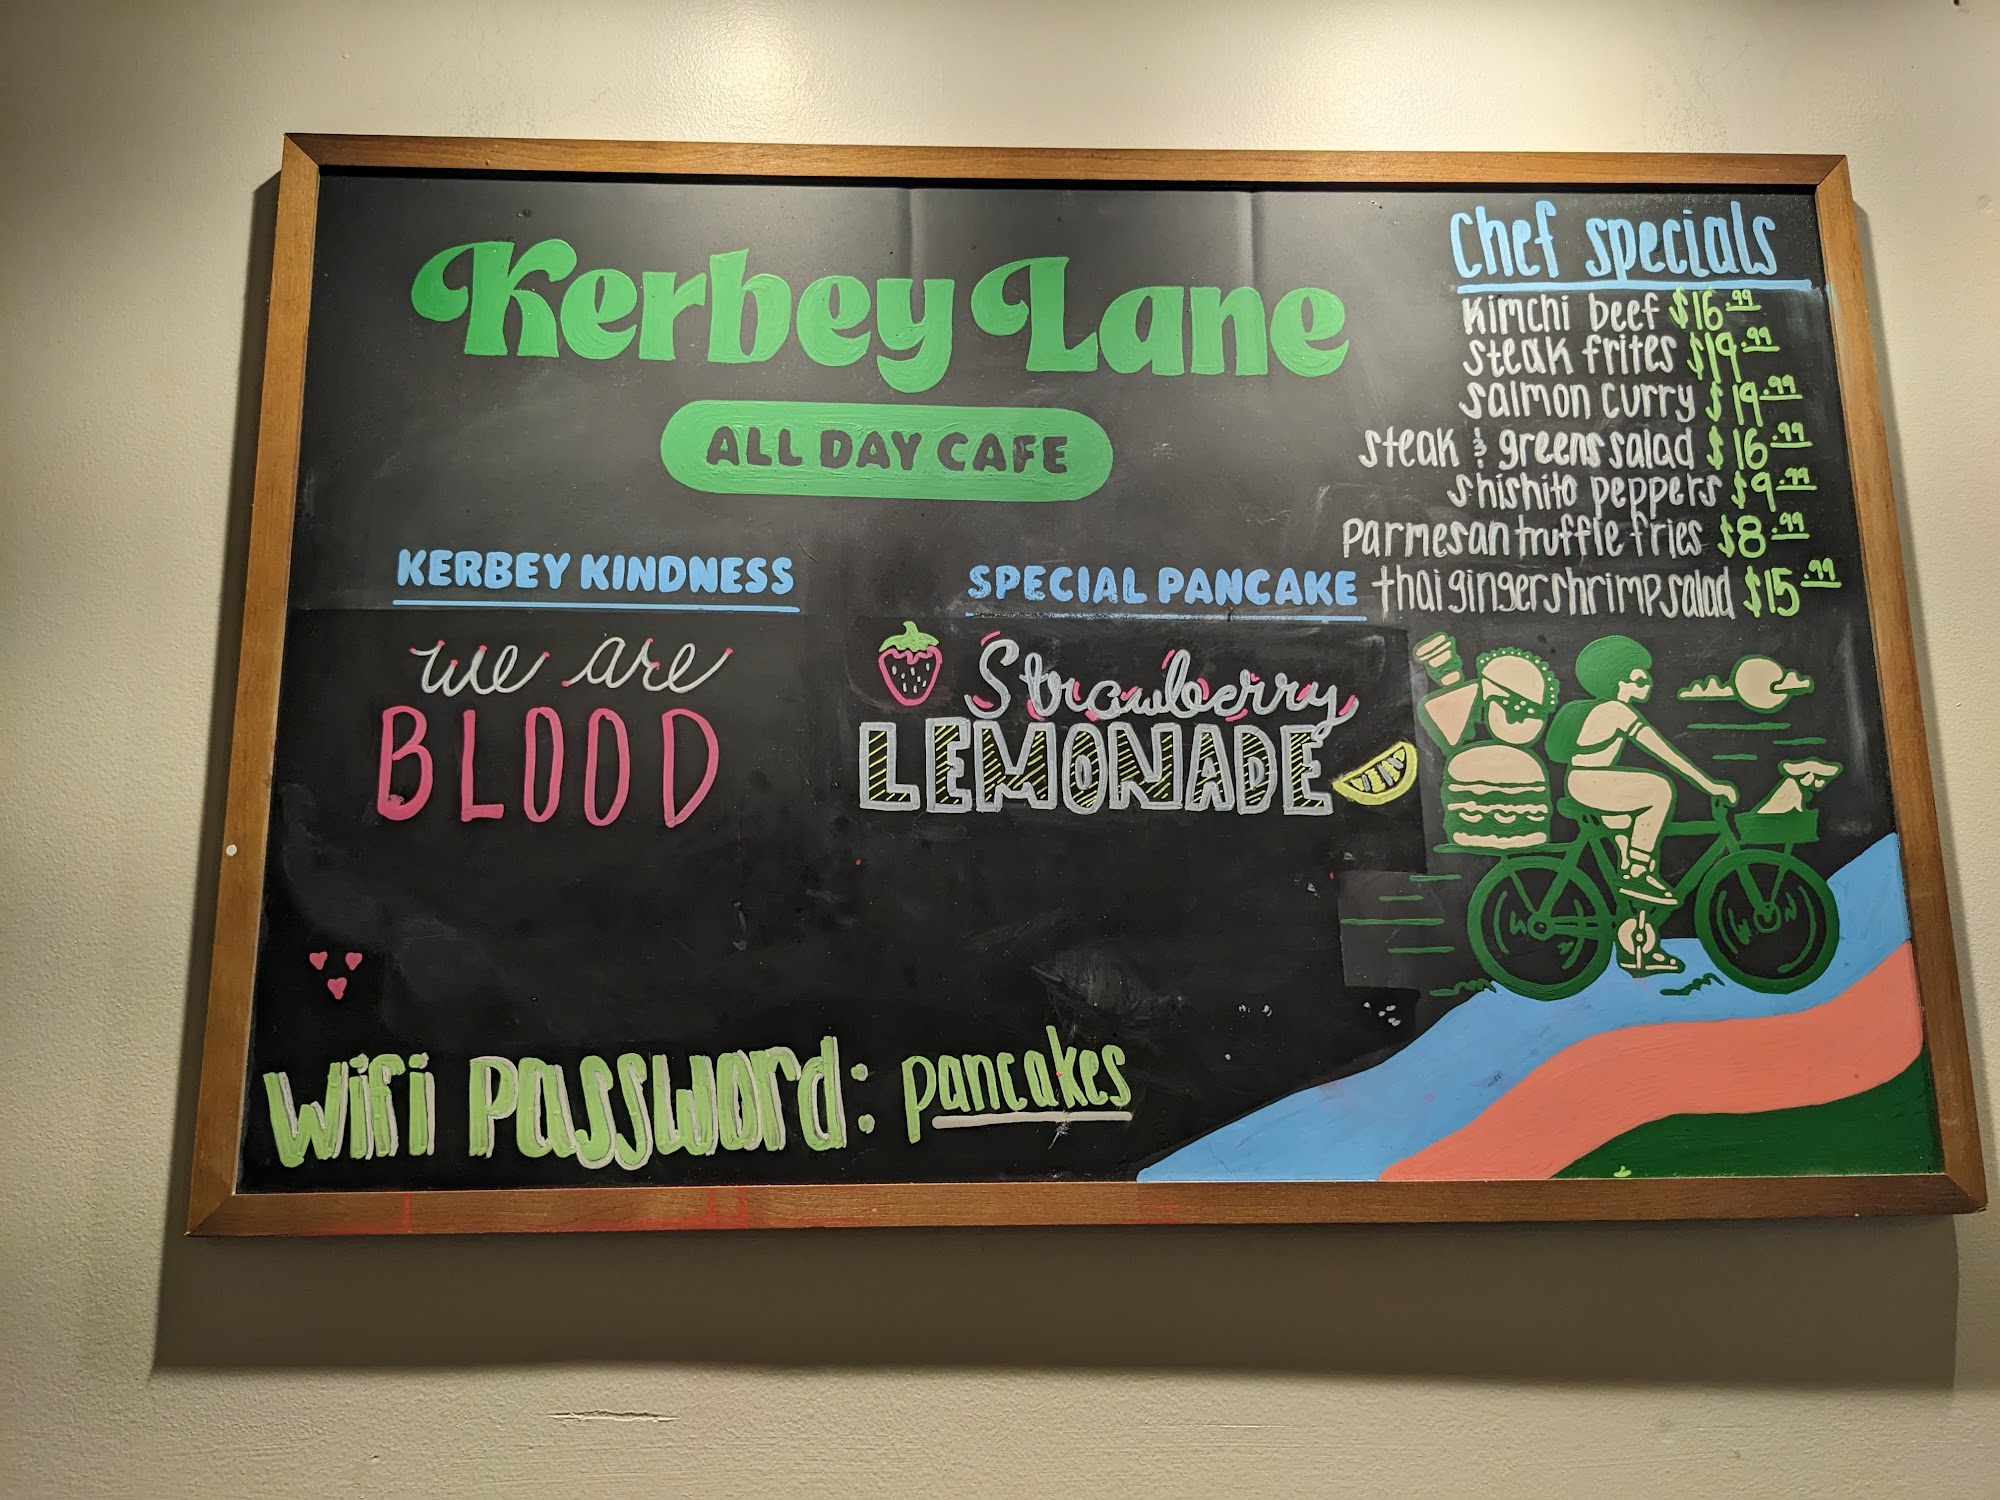 Kerbey Lane
ALL DAY CAFE
KERBEY KINDNESS
we are
BLOOD
SPECIAL PANCAKE
Strawberry
LEMONADE
Chef specials
kimchi beef $16.99
steak frites $19.99
salmon curry $19.99
steak & greens salad $16.99
shishito peppers $9.99
parmesan truffle fries $8.99
thai ginger shrimp salad $15.99
wifi password: pancakes